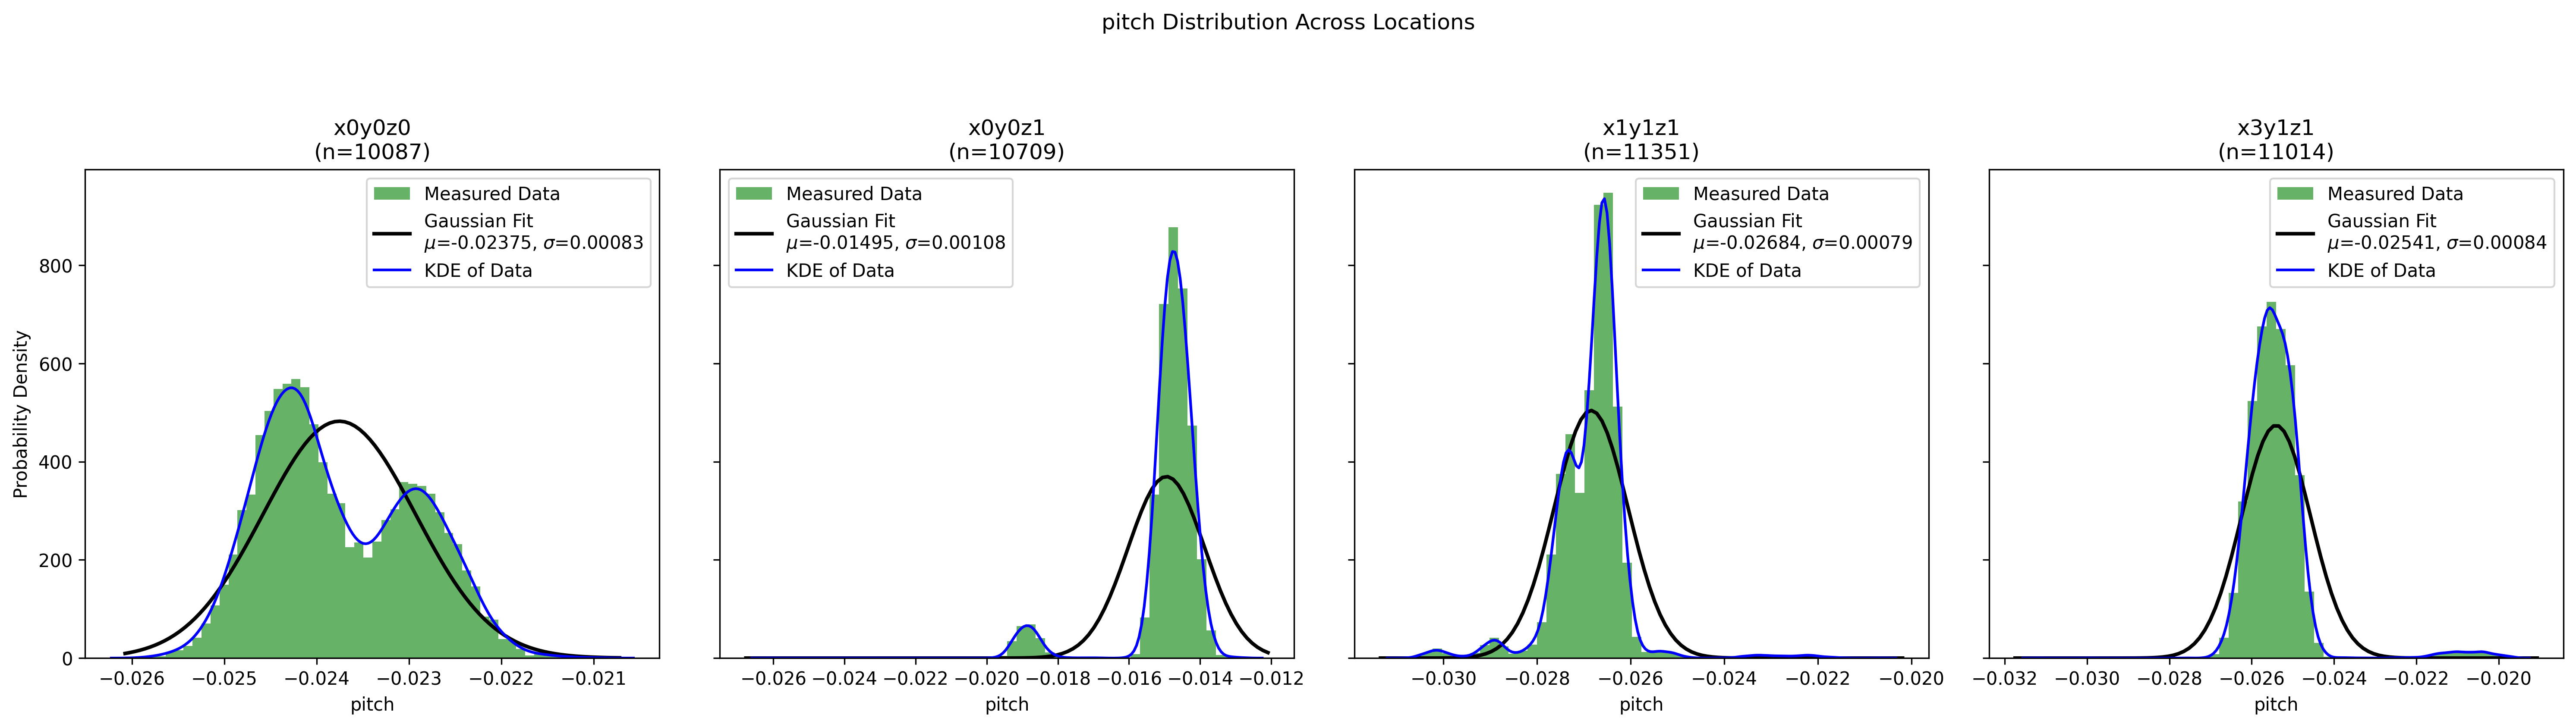 pitch Distribution Across Locations
x0y0z0
(n=10087)
Measured Data
Gaussian Fit
μ=-0.02375, σ=0.00083
KDE of Data
Probability Density
800
600
400
200
0
−0.026 −0.025 −0.024 −0.023 −0.022 −0.021
pitch
x0y0z1
(n=10709)
Measured Data
Gaussian Fit
μ=-0.01495, σ=0.00108
KDE of Data
−0.026 −0.024 −0.022 −0.020 −0.018 −0.016 −0.014 −0.012
pitch
x1y1z1
(n=11351)
Measured Data
Gaussian Fit
μ=-0.02684, σ=0.00079
KDE of Data
−0.030 −0.028 −0.026 −0.024 −0.022 −0.020
pitch
x3y1z1
(n=11014)
Measured Data
Gaussian Fit
μ=-0.02541, σ=0.00084
KDE of Data
−0.032 −0.030 −0.028 −0.026 −0.024 −0.022 −0.020
pitch